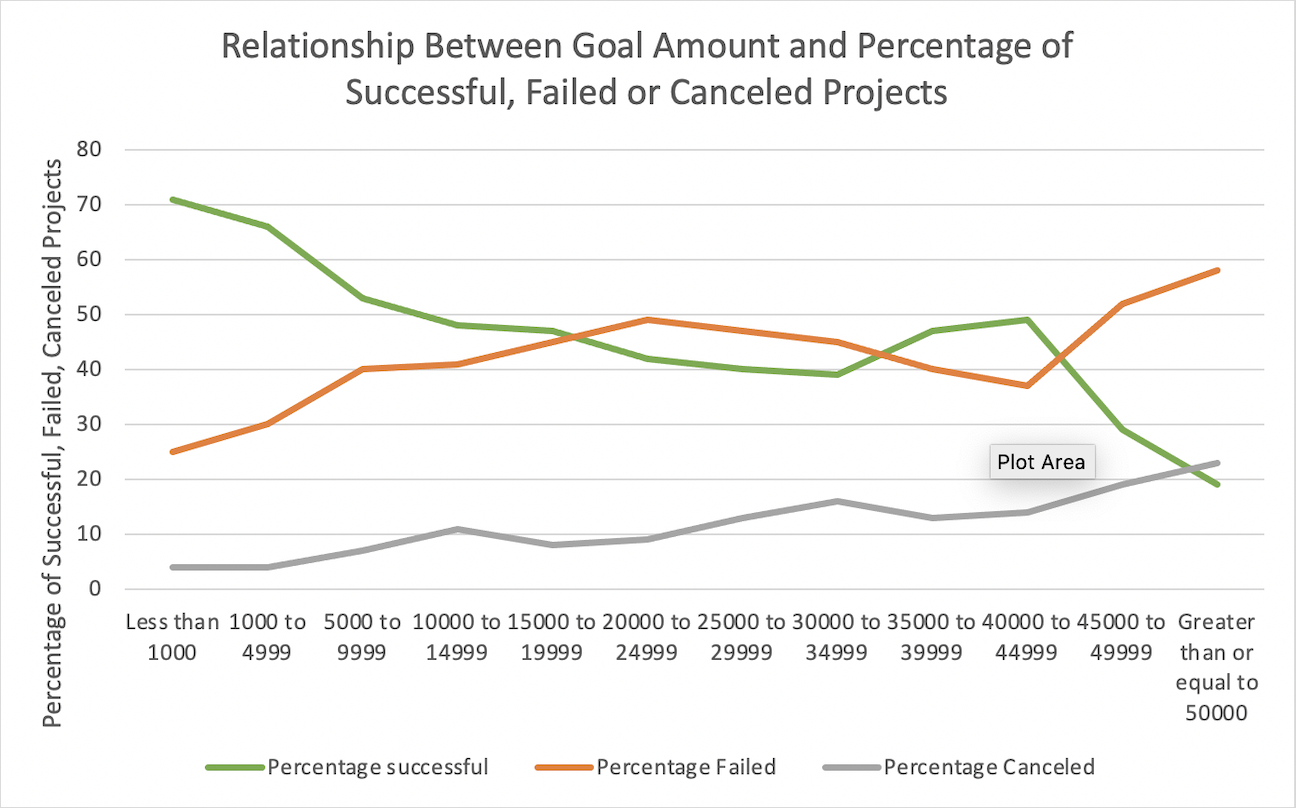 Relationship Between Goal Amount and Percentage of
Successful, Failed or Canceled Projects
Percentage of Successful, Failed, Canceled Projects
80
70
60
50
40
30
20
10
0
Plot Area
Less than 1000
1000 to 4999
5000 to 9999
10000 to 14999
15000 to 19999
20000 to 24999
25000 to 29999
30000 to 34999
35000 to 39999
40000 to 44999
45000 to 49999
Greater than or equal to 50000
Percentage successful
Percentage Failed
Percentage Canceled